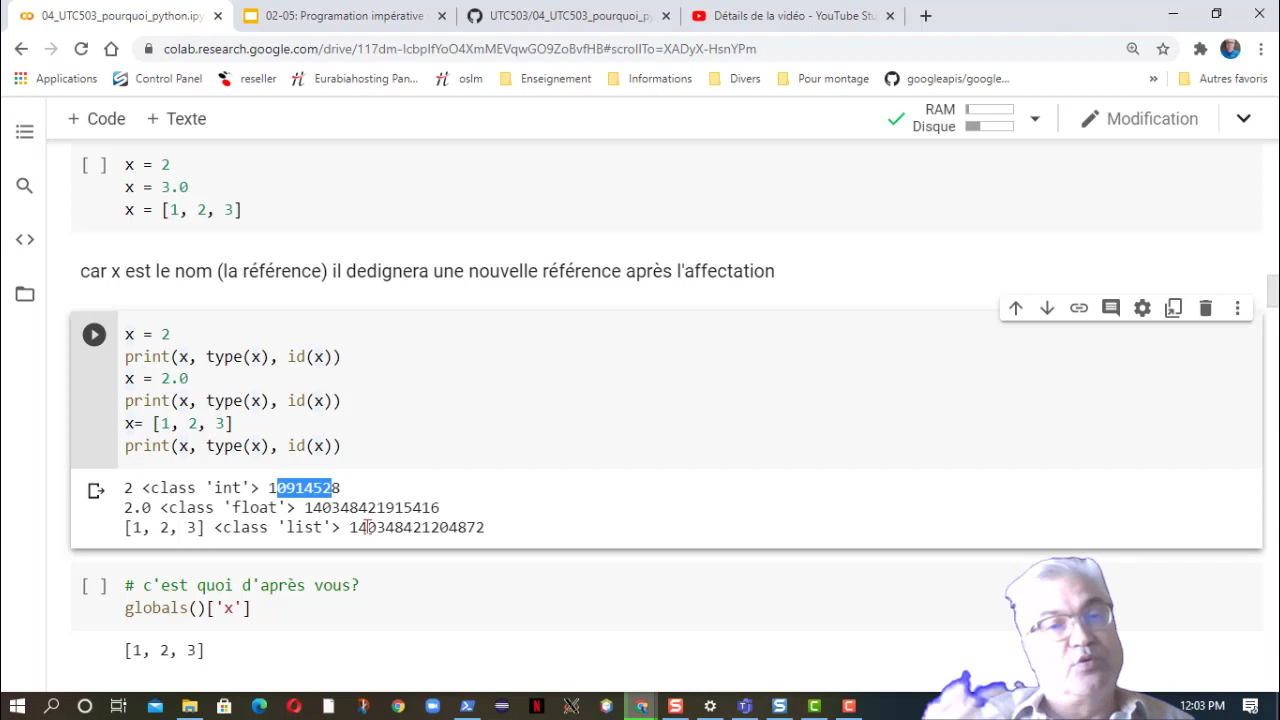 04_UTC503_pourquoi_python.ipy
02-05: Programation impérative
UTC503/04_UTC503_pourquoi_p
Détails de la vidéo - YouTube Stu
colab.research.google.com/drive/117dm-IcbpIfYoO4XmMEVqwGO9ZoBvfHB#scrollTo=XADyX-HsnYPm
Applications
Control Panel
reseller
Eurabiahosting Pan...
oslm
Enseignement
Informations
Divers
Pour montage
googleapis/google...
»
Autres favoris
+ Code
+ Texte
RAM
Disque
Modification
[ ] x = 2
x = 3.0
x = [1, 2, 3]
car x est le nom (la référence) il dedignera une nouvelle référence après l'affectation
x = 2
print(x, type(x), id(x))
x = 2.0
print(x, type(x), id(x))
x= [1, 2, 3]
print(x, type(x), id(x))
2 <class 'int'> 10914528
2.0 <class 'float'> 140348421915416
[1, 2, 3] <class 'list'> 140348421204872
[ ] # c'est quoi d'après vous?
globals()['x']
[1, 2, 3]
12:03 PM